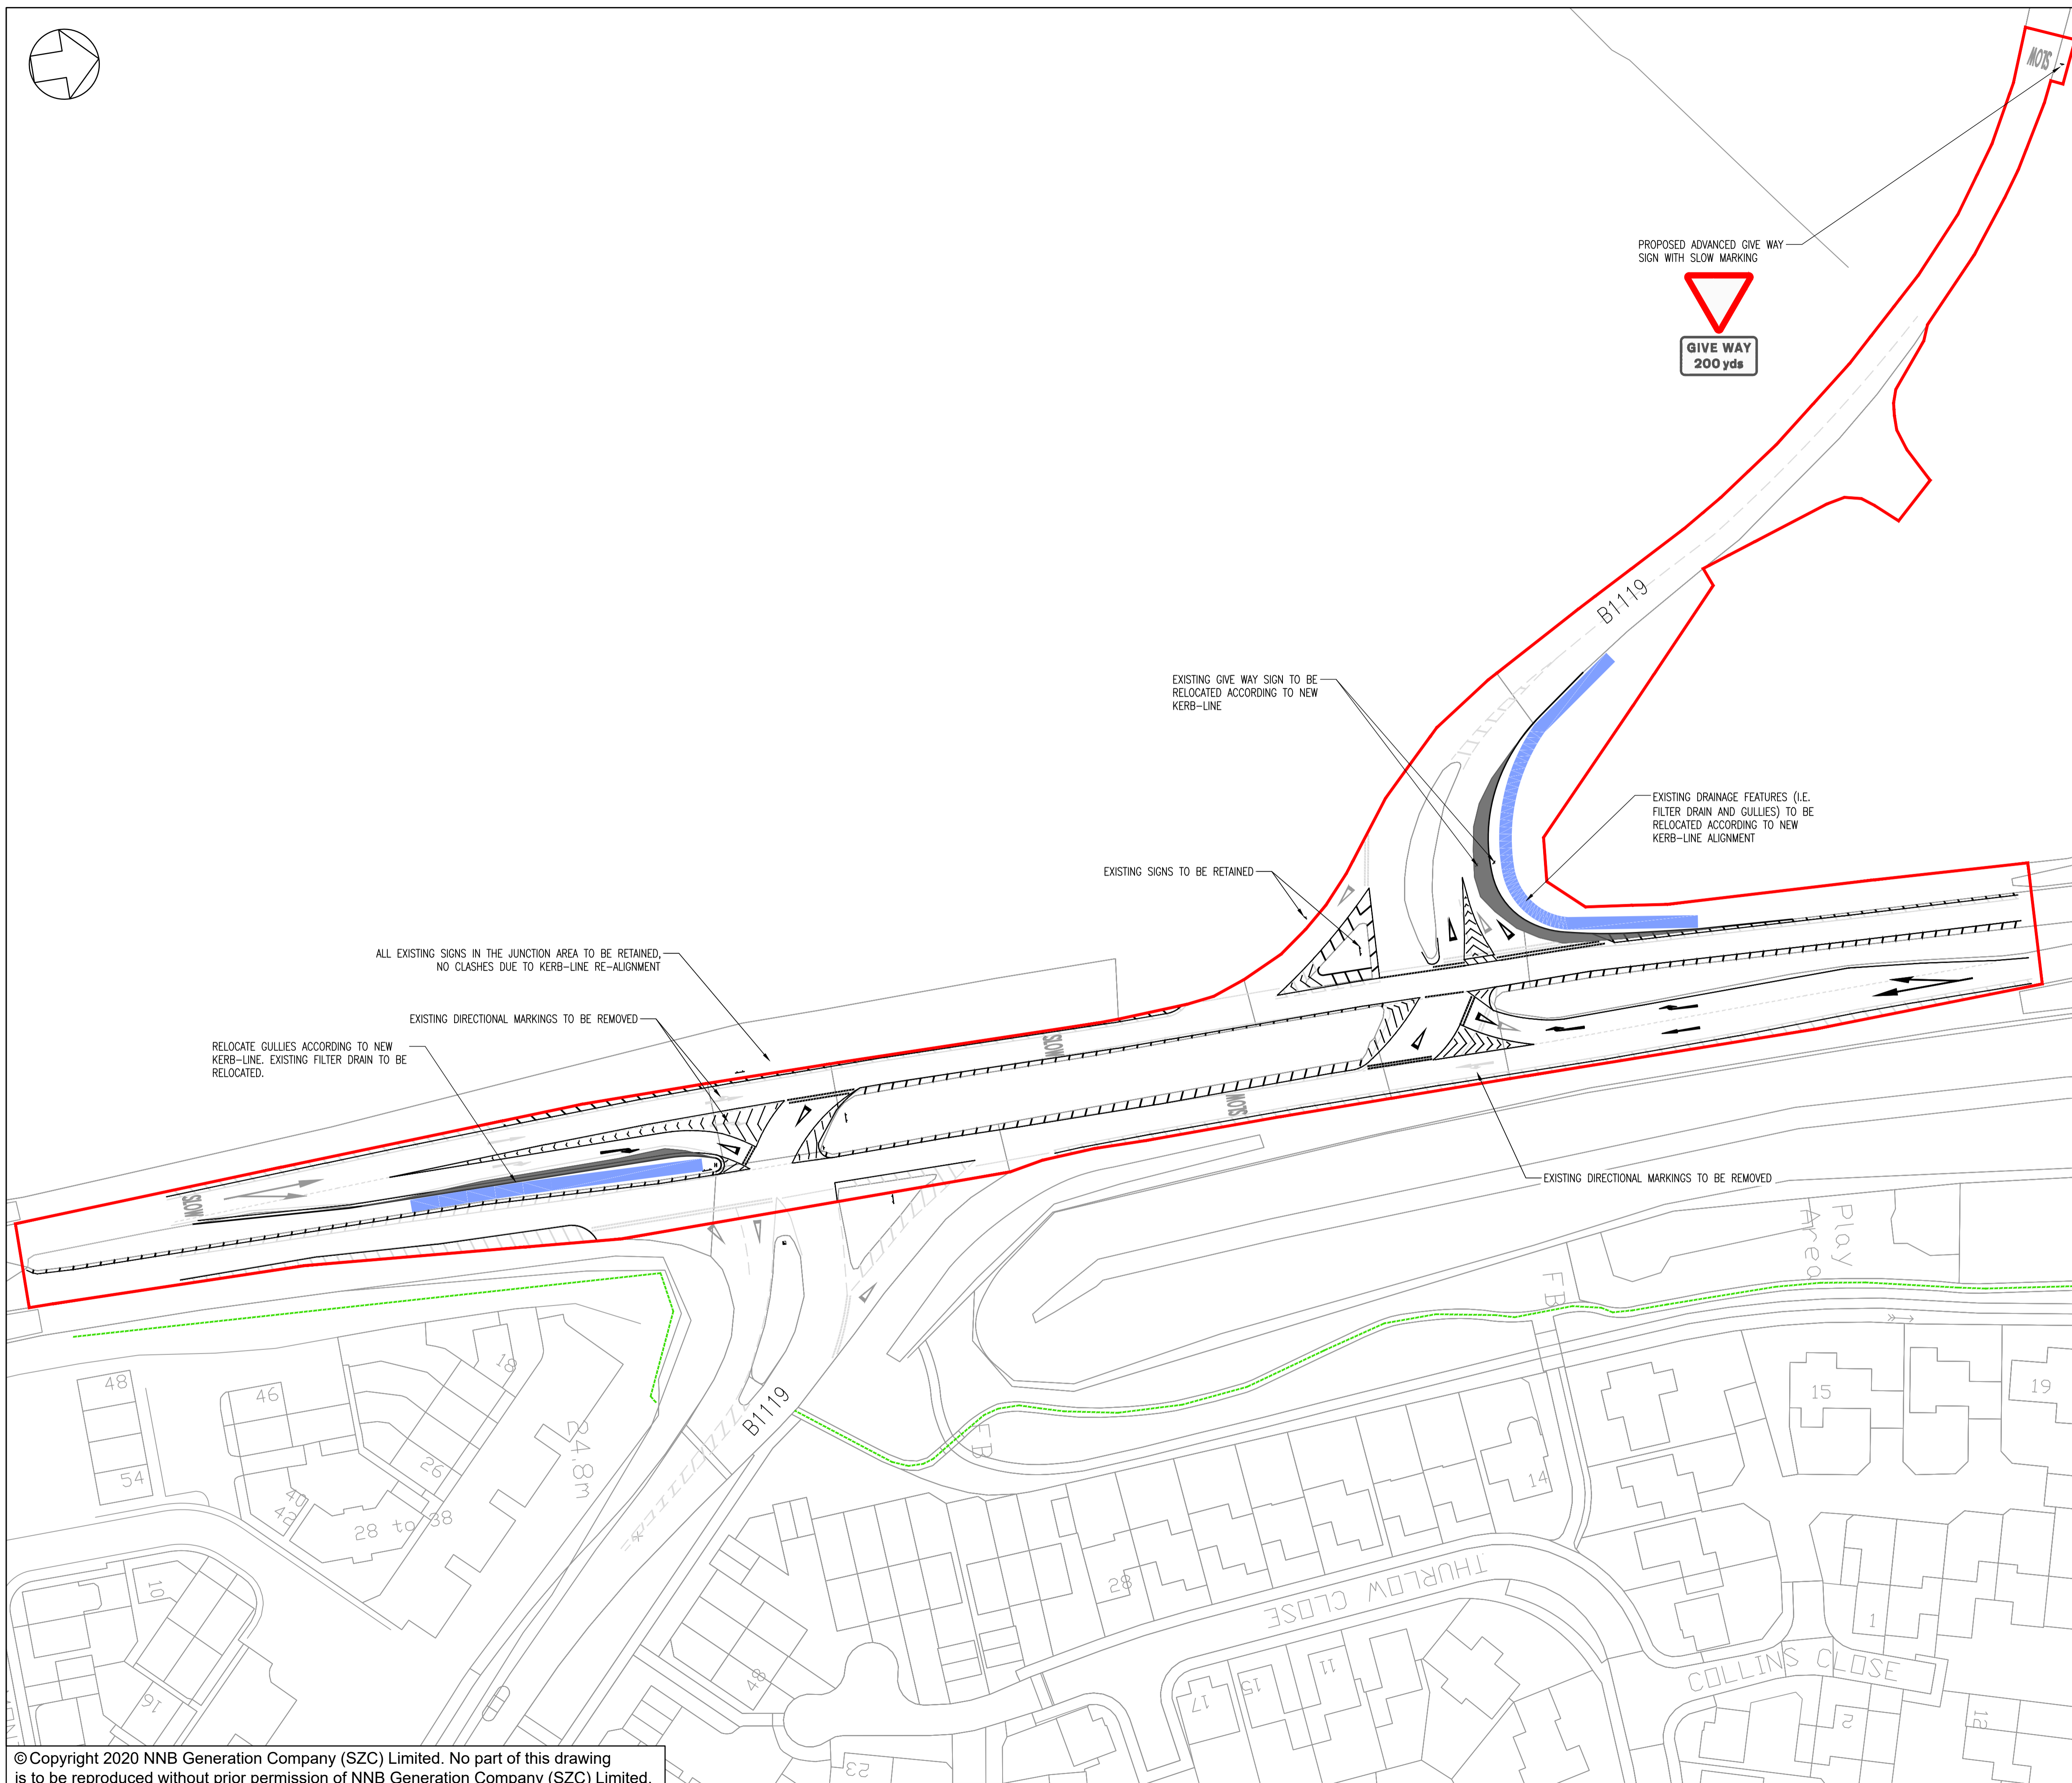 SLOW
PROPOSED ADVANCED GIVE WAY
SIGN WITH SLOW MARKING
GIVE WAY
200 yds
B1119
EXISTING GIVE WAY SIGN TO BE
RELOCATED ACCORDING TO NEW
KERB-LINE
EXISTING DRAINAGE FEATURES (I.E.
FILTER DRAIN AND GULLIES) TO BE
RELOCATED ACCORDING TO NEW
KERB-LINE ALIGNMENT
EXISTING SIGNS TO BE RETAINED
ALL EXISTING SIGNS IN THE JUNCTION AREA TO BE RETAINED,
NO CLASHES DUE TO KERB-LINE RE-ALIGNMENT
EXISTING DIRECTIONAL MARKINGS TO BE REMOVED
RELOCATE GULLIES ACCORDING TO NEW
KERB-LINE. EXISTING FILTER DRAIN TO BE
RELOCATED.
SLOW
SLOW
SLOW
EXISTING DIRECTIONAL MARKINGS TO BE REMOVED
Play
Area
FB
FB
B1119
48
54
46
18
26
40
42
28 to 38
24.8m
15
19
14
28
THURLOW CLOSE
COLLINS CLOSE
10
16
48
17
15
11
1
2
12
23
© Copyright 2020 NNB Generation Company (SZC) Limited. No part of this drawing
is to be reproduced without prior permission of NNB Generation Company (SZC) Limited.